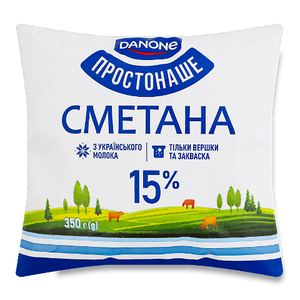 DANONE
ПРОСТОНАШЕ
СМЕТАНА
З УКРАЇНСЬКОГО
МОЛОКА
ТІЛЬКИ ВЕРШКИ
ТА ЗАКВАСКА
15%
350 г (g)